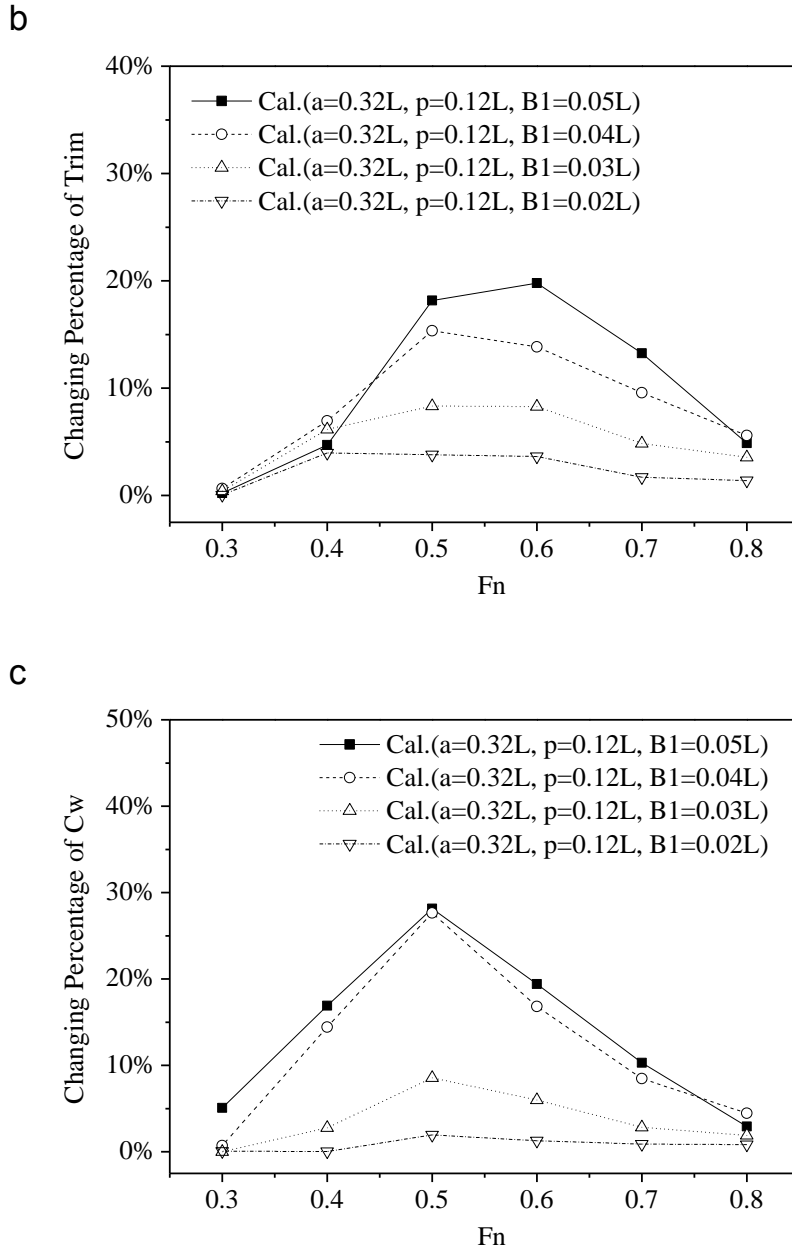 b
40%
30%
20%
10%
0%
Changing Percentage of Trim
Cal.(a=0.32L, p=0.12L, B1=0.05L)
Cal.(a=0.32L, p=0.12L, B1=0.04L)
Cal.(a=0.32L, p=0.12L, B1=0.03L)
Cal.(a=0.32L, p=0.12L, B1=0.02L)
0.3 0.4 0.5 0.6 0.7 0.8
Fn
c
50%
40%
30%
20%
10%
0%
Changing Percentage of Cw
Cal.(a=0.32L, p=0.12L, B1=0.05L)
Cal.(a=0.32L, p=0.12L, B1=0.04L)
Cal.(a=0.32L, p=0.12L, B1=0.03L)
Cal.(a=0.32L, p=0.12L, B1=0.02L)
0.3 0.4 0.5 0.6 0.7 0.8
Fn